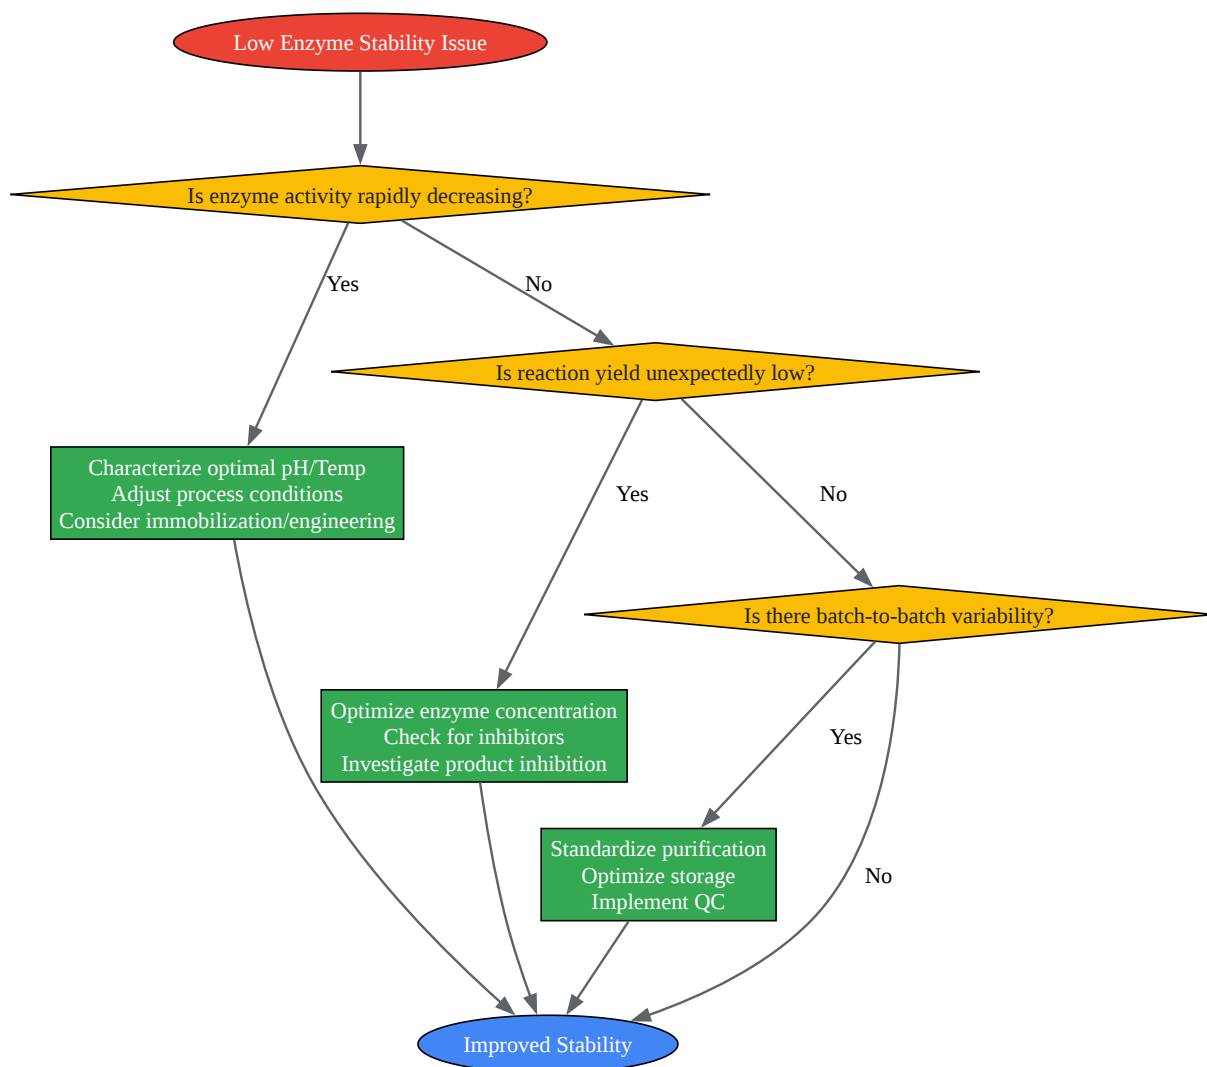 Low Enzyme Stability Issue
Is enzyme activity rapidly decreasing?
Yes
No
Is reaction yield unexpectedly low?
Characterize optimal pH/Temp
Adjust process conditions
Consider immobilization/engineering
Yes
No
Is there batch-to-batch variability?
Optimize enzyme concentration
Check for inhibitors
Investigate product inhibition
Yes
Standardize purification
Optimize storage
Implement QC
No
Improved Stability